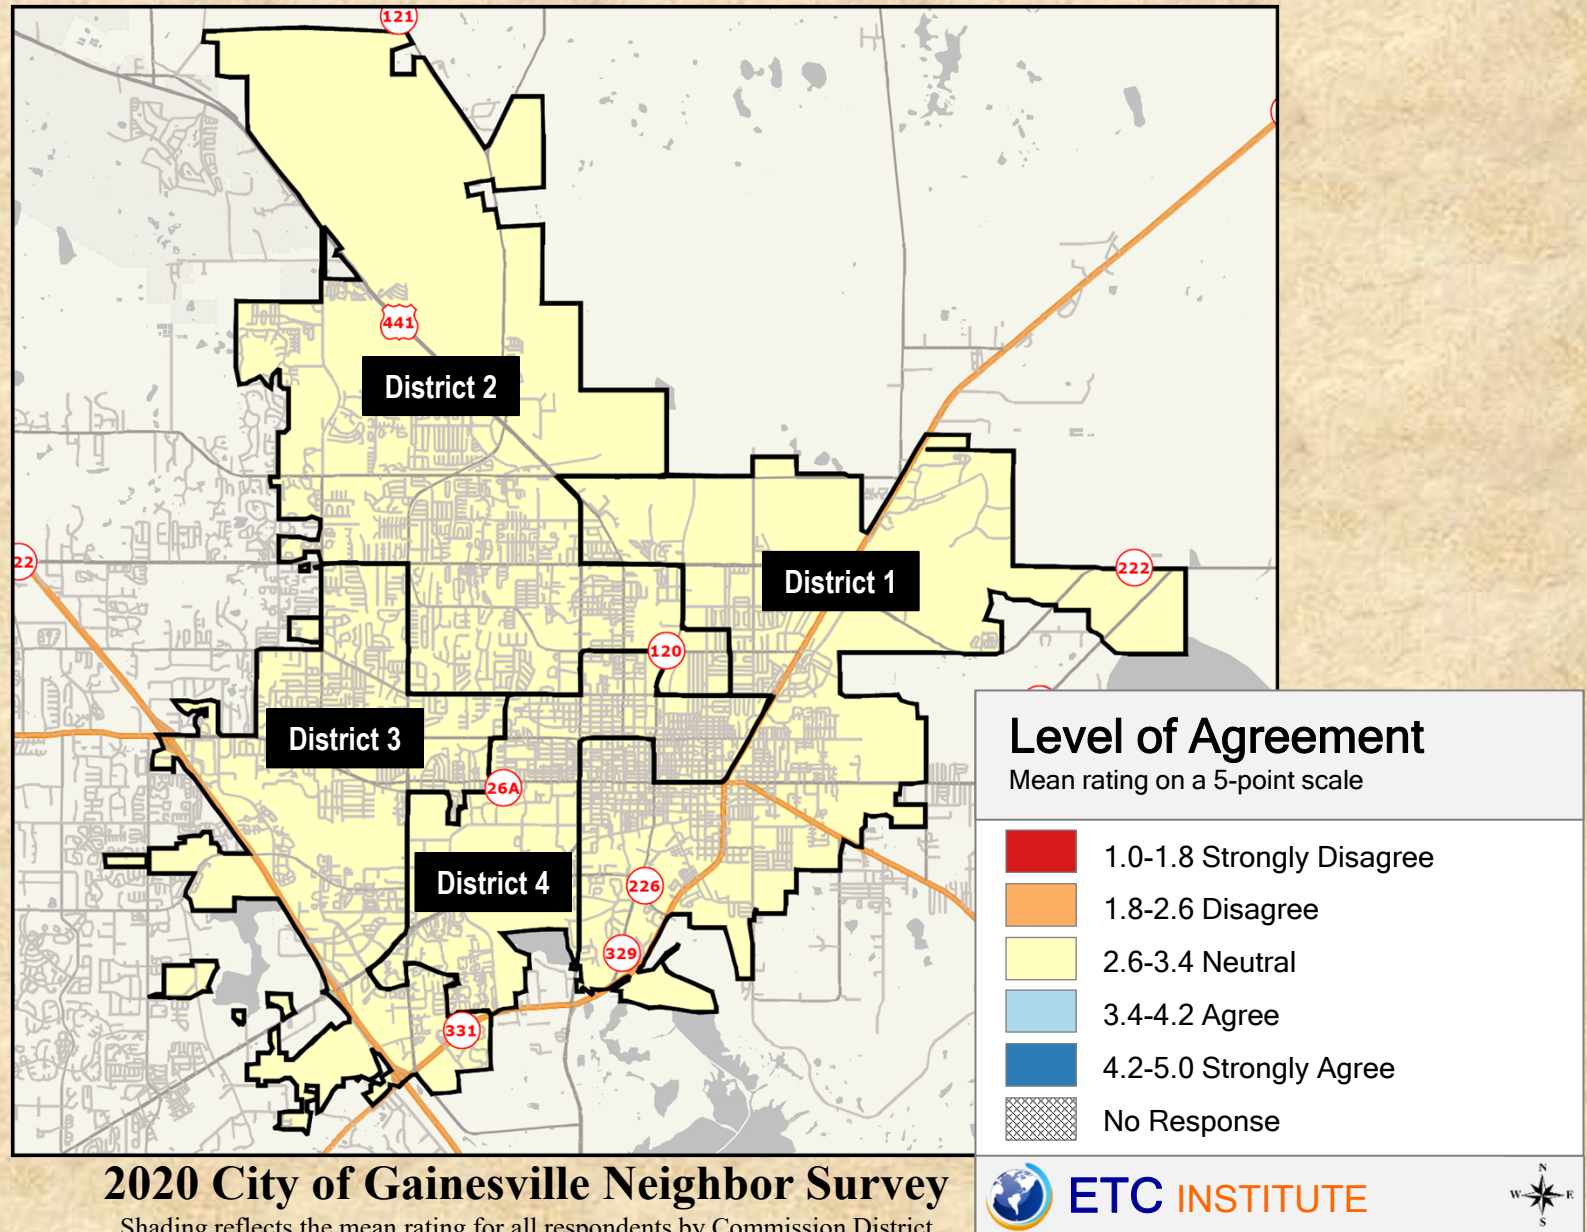 121
441
District 2
22
222
District 1
120
District 3
26A
District 4
226
329
331
Level of Agreement
Mean rating on a 5-point scale
1.0-1.8 Strongly Disagree
1.8-2.6 Disagree
2.6-3.4 Neutral
3.4-4.2 Agree
4.2-5.0 Strongly Agree
No Response
2020 City of Gainesville Neighbor Survey
Shading reflects the mean rating for all respondents by Commission District
ETC INSTITUTE
N
W E
S